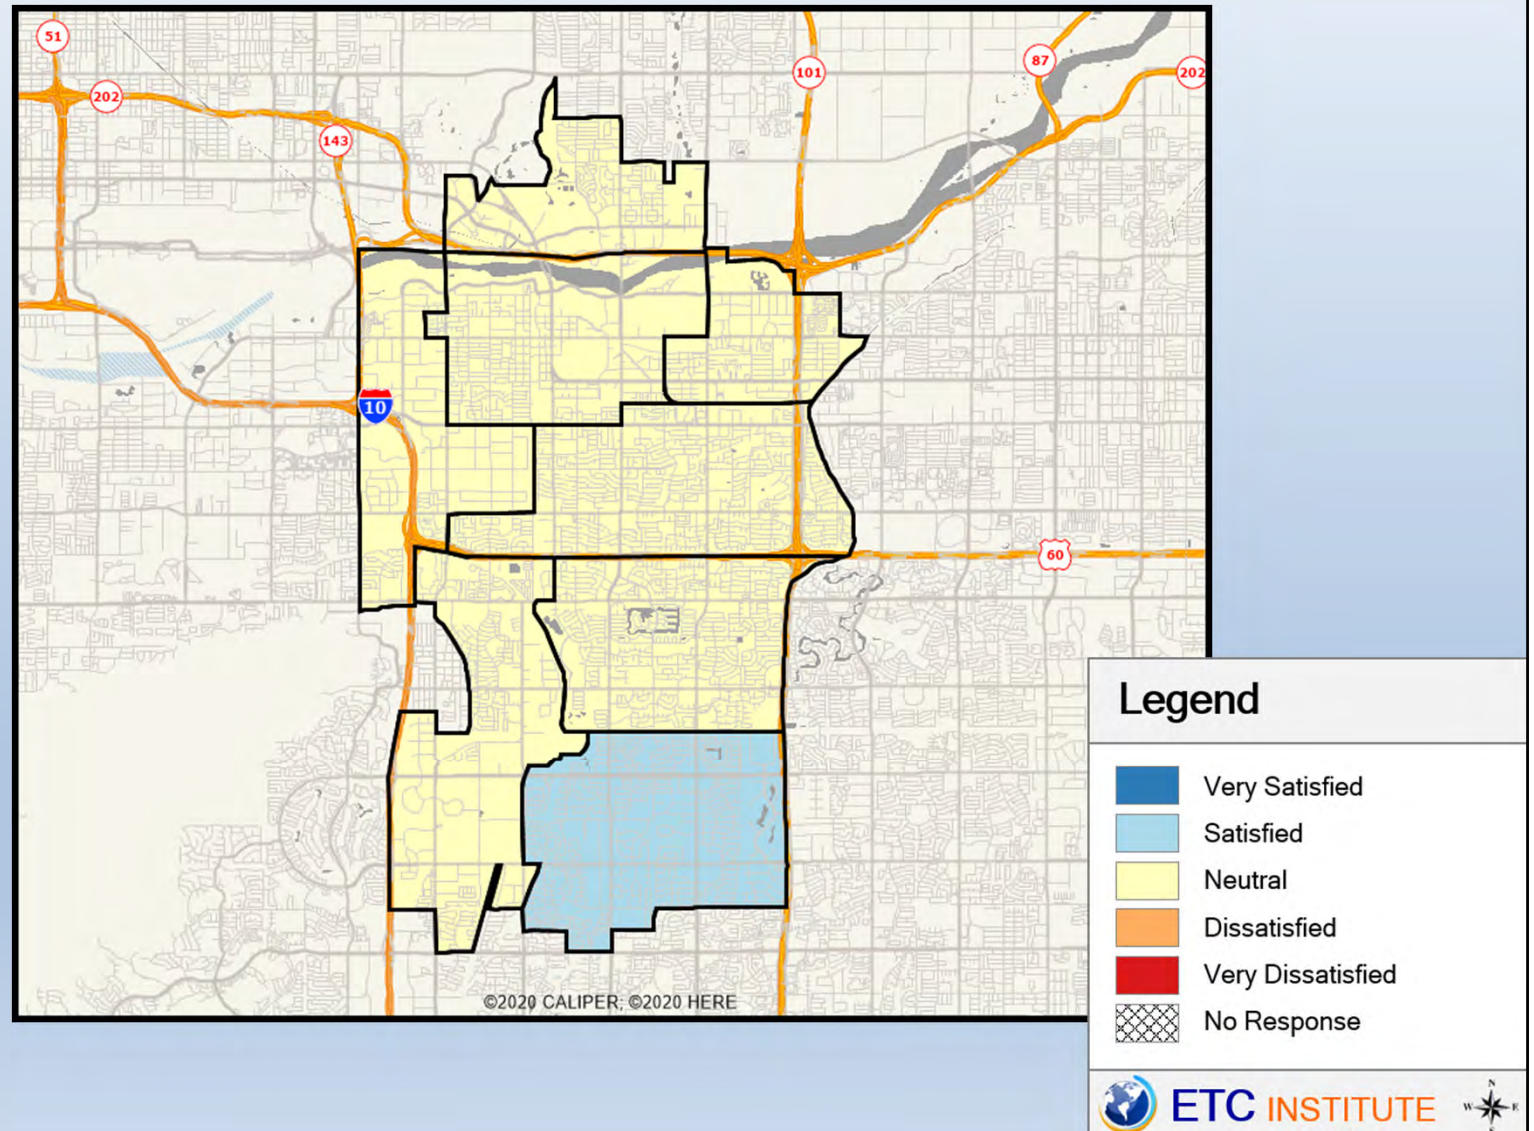 51
202
143
101
87
202
10
60
©2020 CALIPER; ©2020 HERE
Legend
Very Satisfied
Satisfied
Neutral
Dissatisfied
Very Dissatisfied
No Response
ETC INSTITUTE
N
W E
S